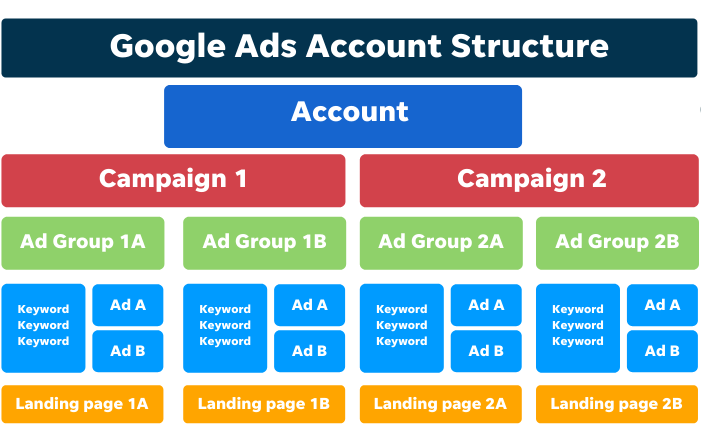 Google Ads Account Structure
Account
Campaign 1
Campaign 2
Ad Group 1A
Ad Group 1B
Ad Group 2A
Ad Group 2B
Keyword
Keyword
Keyword
Ad A
Ad B
Keyword
Keyword
Keyword
Ad A
Ad B
Keyword
Keyword
Keyword
Ad A
Ad B
Keyword
Keyword
Keyword
Ad A
Ad B
Landing page 1A
Landing page 1B
Landing page 2A
Landing page 2B